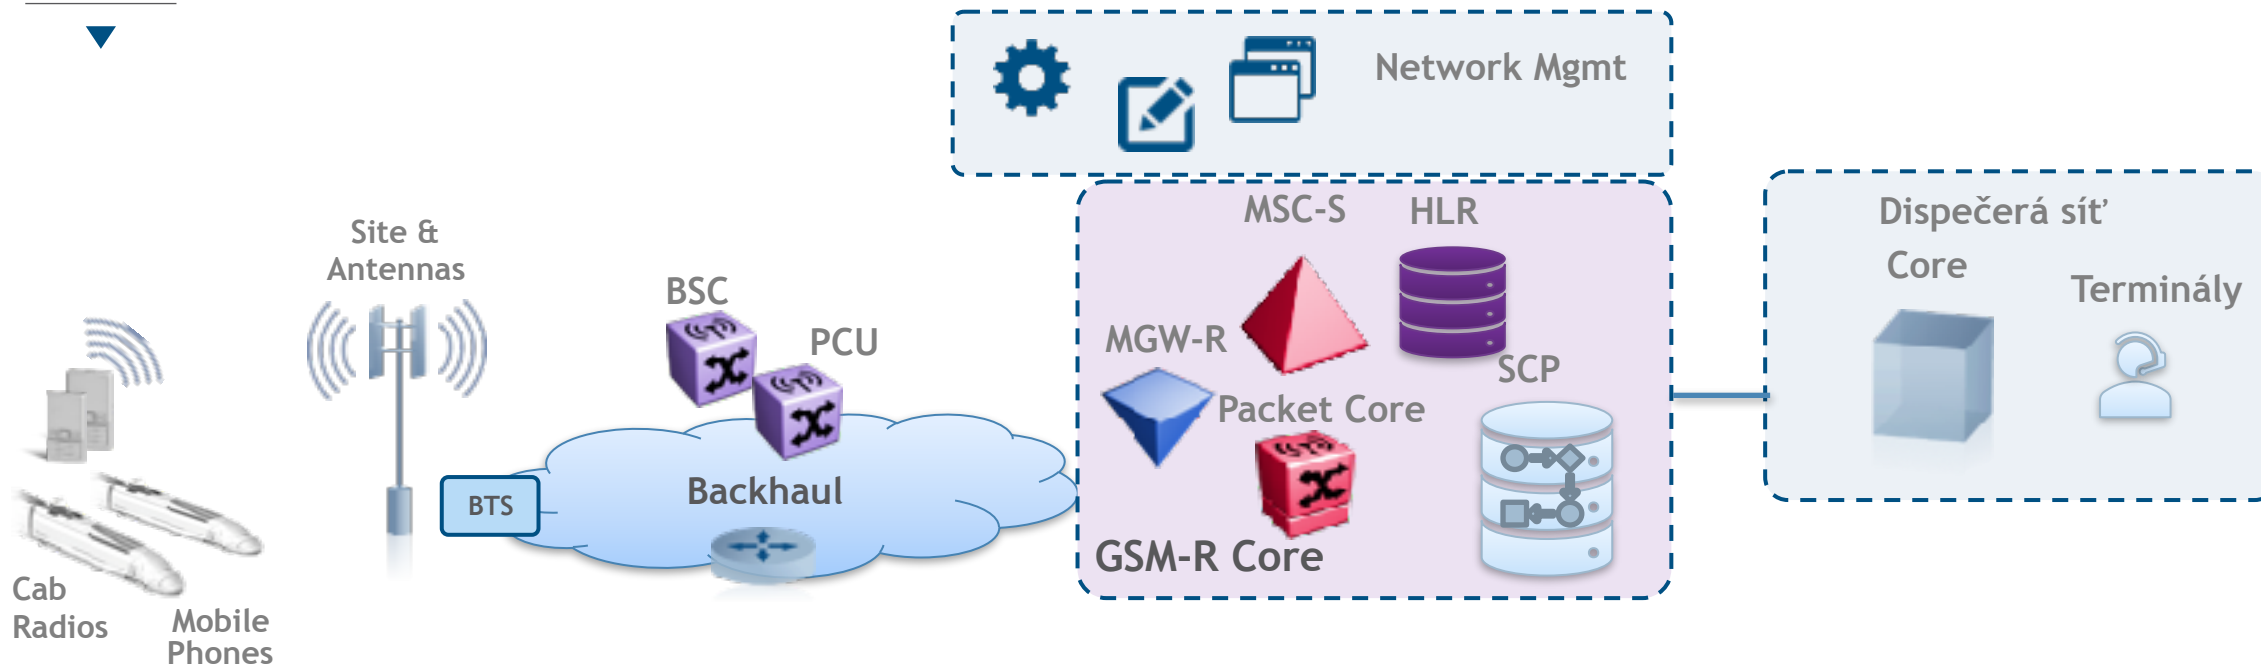 Network Mgmt
Site &
Antennas
BSC
PCU
BTS
Backhaul
Cab
Radios
Mobile
Phones
MSC-S
HLR
MGW-R
SCP
Packet Core
GSM-R Core
Dispečerá síť
Core
Terminály